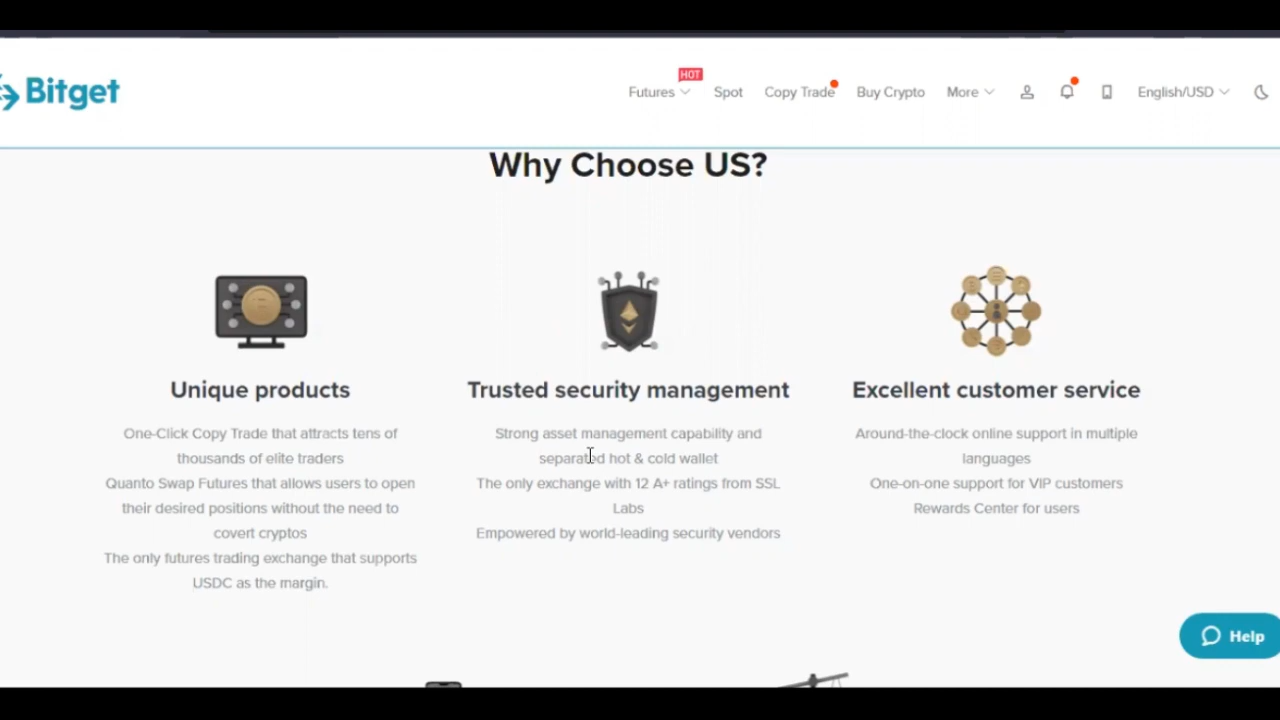 Bitget
HOT
Futures Spot Copy Trade Buy Crypto More English/USD
Why Choose US?
Unique products
One-Click Copy Trade that attracts tens of
thousands of elite traders
Quanto Swap Futures that allows users to open
their desired positions without the need to
covert cryptos
The only futures trading exchange that supports
USDC as the margin.
Trusted security management
Strong asset management capability and
separated hot & cold wallet
The only exchange with 12 A+ ratings from SSL
Labs
Empowered by world-leading security vendors
Excellent customer service
Around-the-clock online support in multiple
languages
One-on-one support for VIP customers
Rewards Center for users
Help